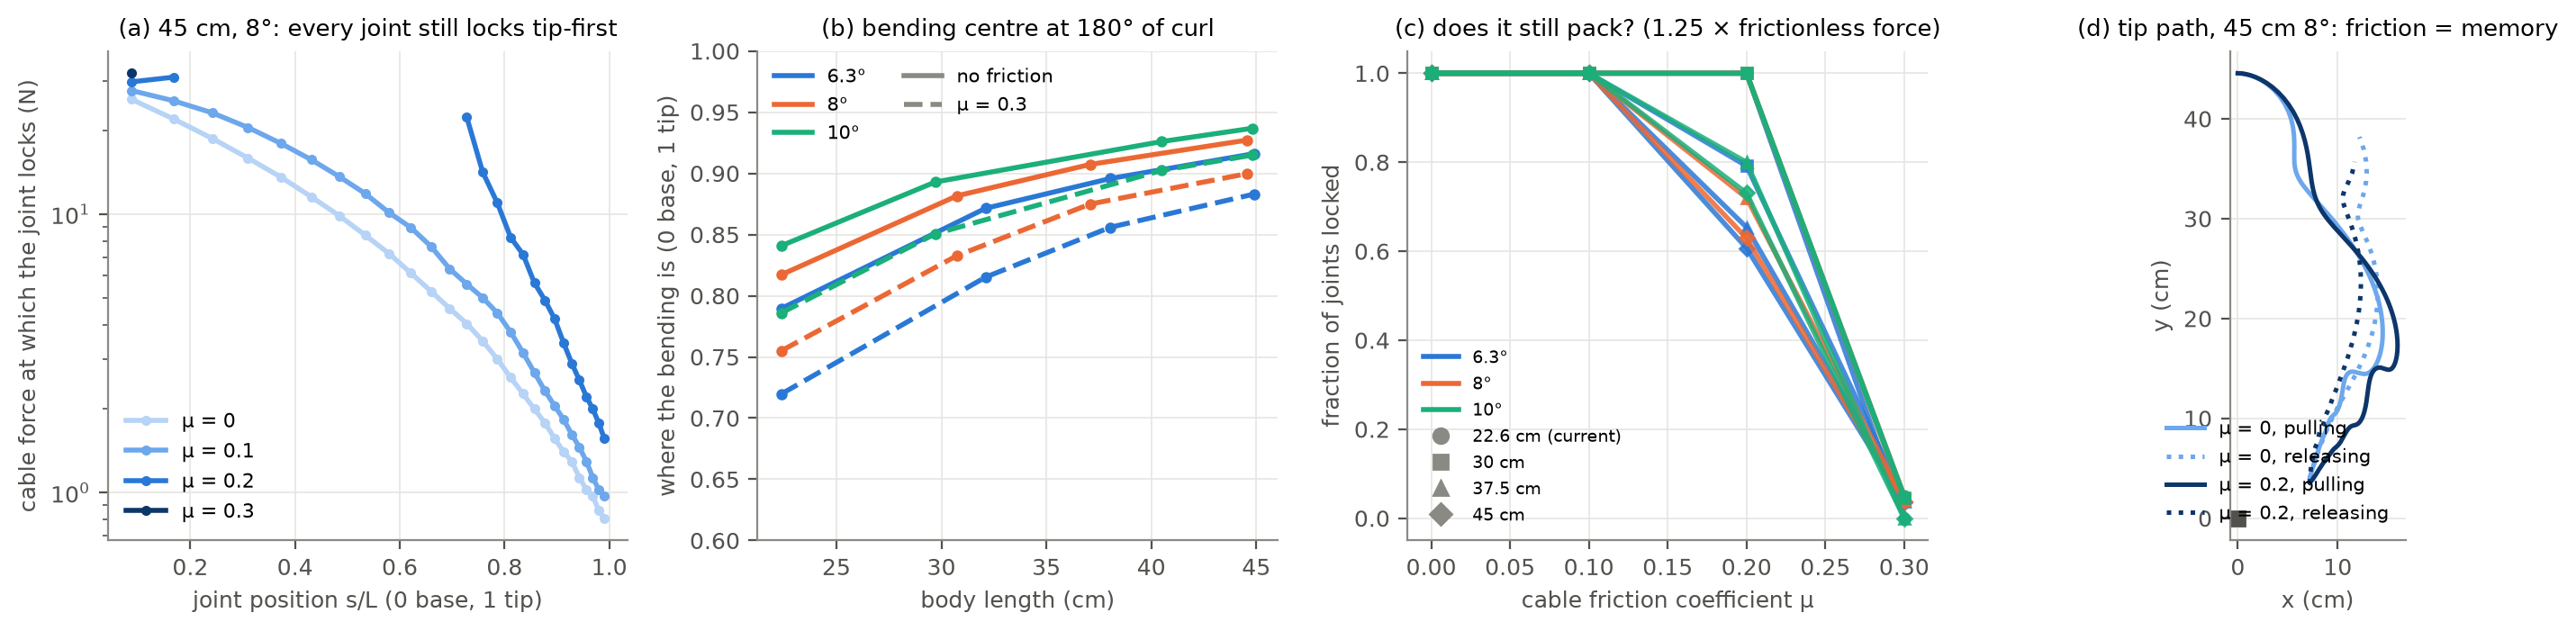 (a) 45 cm, 8°: every joint still locks tip-first
cable force at which the joint locks (N)
10¹
10⁰
μ = 0
μ = 0.1
μ = 0.2
μ = 0.3
0.2 0.4 0.6 0.8 1.0
joint position s/L (0 base, 1 tip)
(b) bending centre at 180° of curl
where the bending is (0 base, 1 tip)
1.00
0.95
0.90
0.85
0.80
0.75
0.70
0.65
0.60
6.3°
8°
10°
no friction
μ = 0.3
25 30 35 40 45
body length (cm)
(c) does it still pack? (1.25 × frictionless force)
fraction of joints locked
1.0
0.8
0.6
0.4
0.2
0.0
6.3°
8°
10°
22.6 cm (current)
30 cm
37.5 cm
45 cm
0.00 0.05 0.10 0.15 0.20 0.25 0.30
cable friction coefficient μ
(d) tip path, 45 cm 8°: friction = memory
y (cm)
40
30
20
10
0
μ = 0, pulling
μ = 0, releasing
μ = 0.2, pulling
μ = 0.2, releasing
0 10
x (cm)